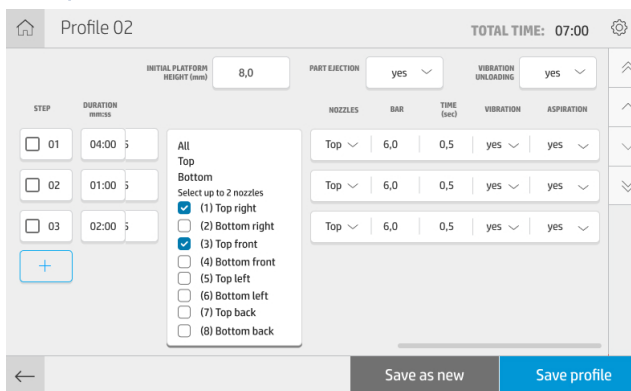 Profile 02
TOTAL TIME: 07:00
INITIAL PLATFORM
HEIGHT (mm)
8,0
PART EJECTION
yes
VIBRATION
UNLOADING
yes
STEP
DURATION
mm:ss
NOZZLES
BAR
TIME
(sec)
VIBRATION
ASPIRATION
01 04:00
Top 6,0 0,5 yes yes
02 01:00
Top 6,0 0,5 yes yes
03 02:00
Top 6,0 0,5 yes yes
+
All
Top
Bottom
Select up to 2 nozzles
(1) Top right
(2) Bottom right
(3) Top front
(4) Bottom front
(5) Top left
(6) Bottom left
(7) Top back
(8) Bottom back
Save as new
Save profile